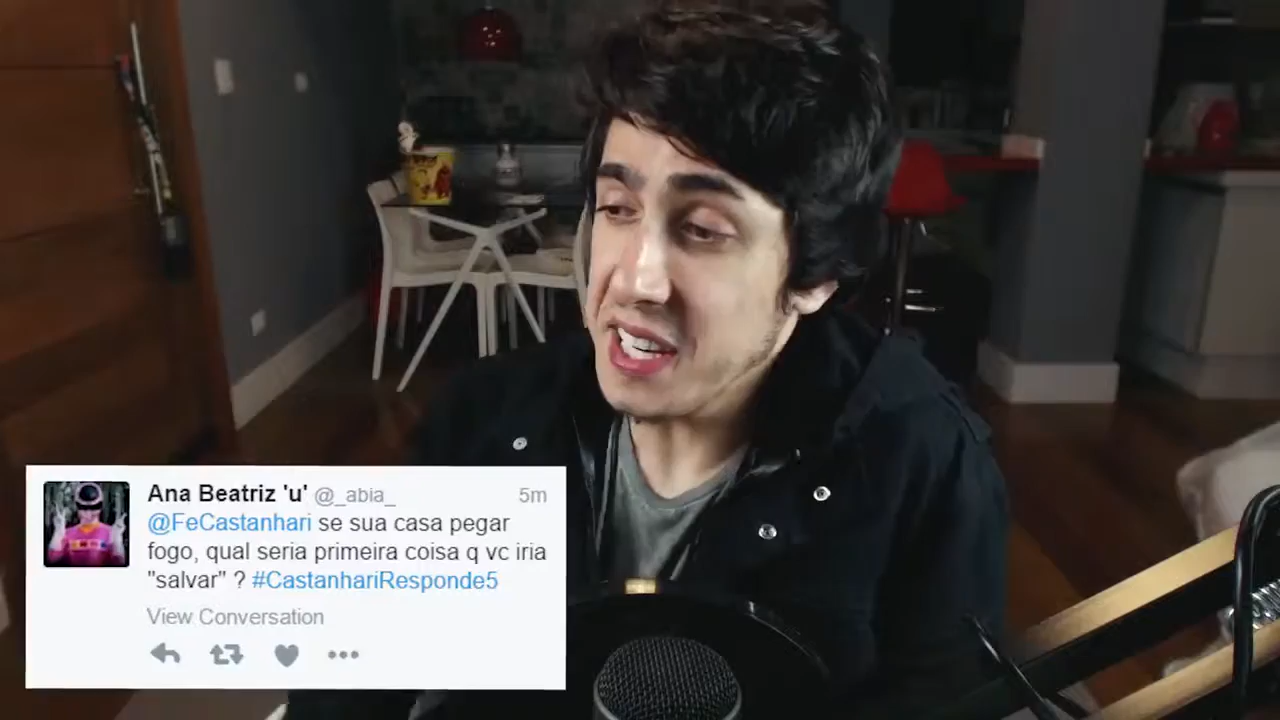 Ana Beatriz 'u' @_abia_ 5m
@FeCastanhari se sua casa pegar
fogo, qual seria primeira coisa q vc iria
"salvar" ? #CastanhariResponde5
View Conversation